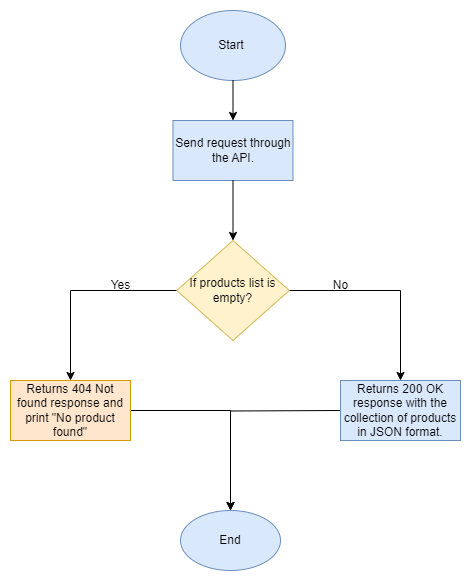 Start
Send request through
the API.
If products list is
empty?
Yes
No
Returns 404 Not
found response and
print "No product
found"
Returns 200 OK
response with the
collection of products
in JSON format.
End